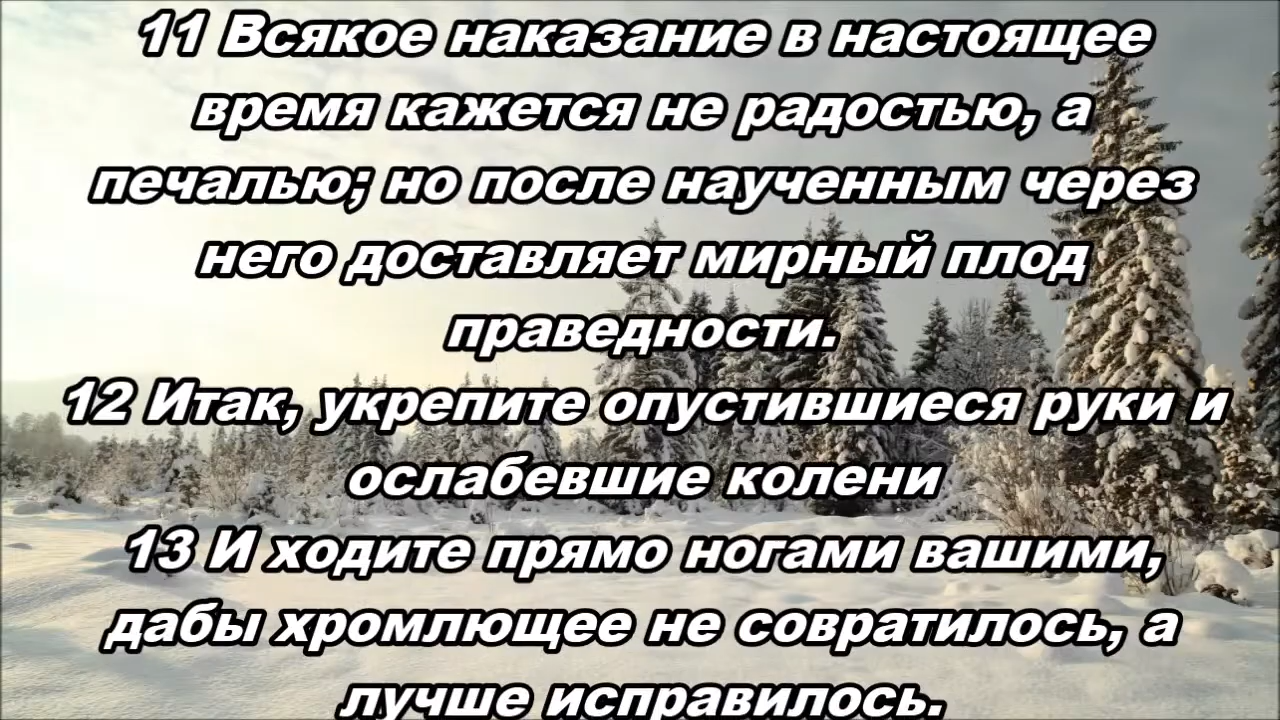 11 Всякое наказание в настоящее
время кажется не радостью, а
печалью; но после наученным через
него доставляет мирный плод
праведности.
12 Итак, укрепите опустившиеся руки и
ослабевшие колени
13 И ходите прямо ногами вашими,
дабы хромлющее не совратилось, а
лучше исправилось.